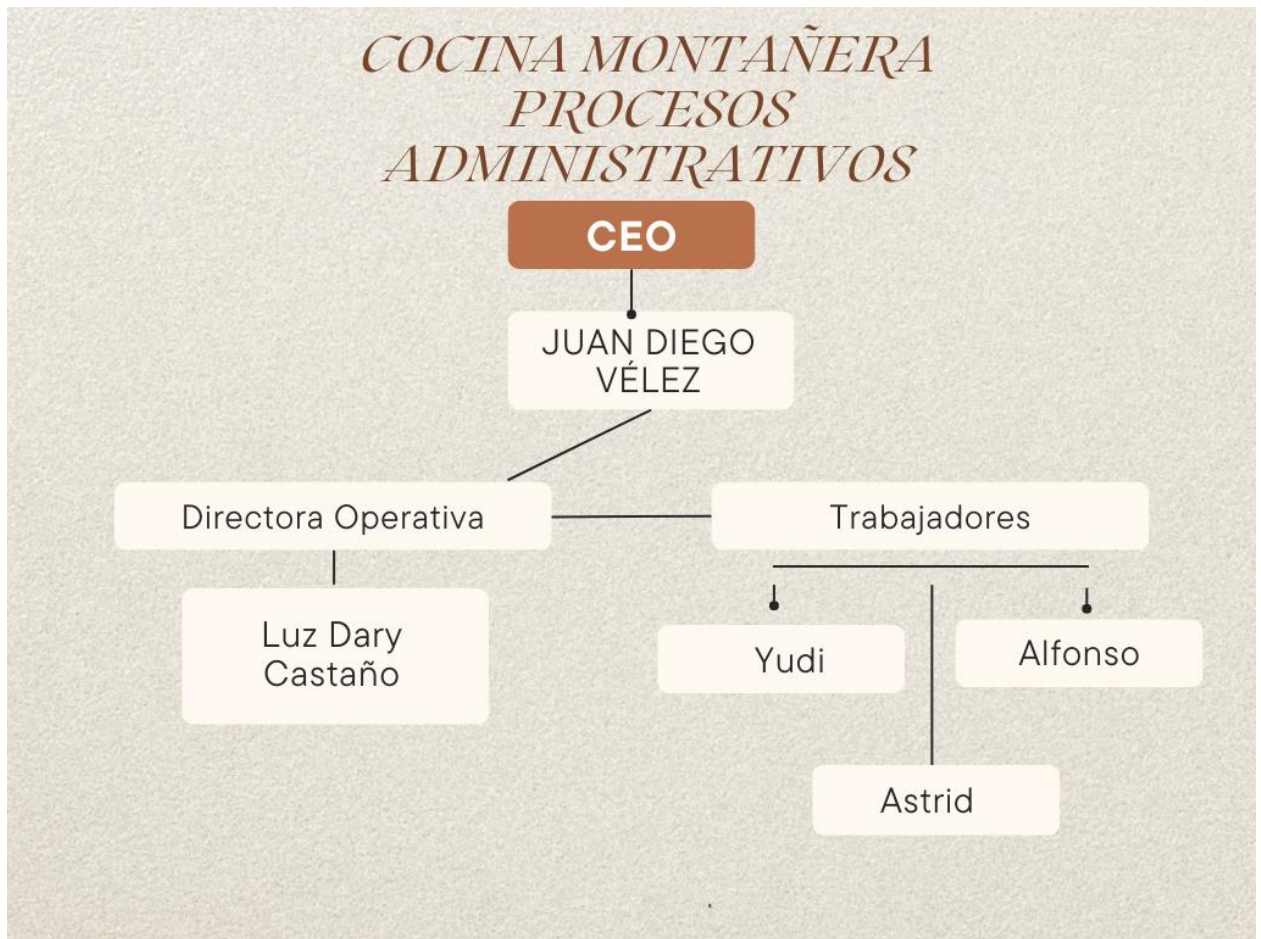 COCINA MONTAÑERA
PROCESOS
ADMINISTRATIVOS
CEO
JUAN DIEGO
VÉLEZ
Directora Operativa
Trabajadores
Luz Dary
Castaño
Yudi
Alfonso
Astrid